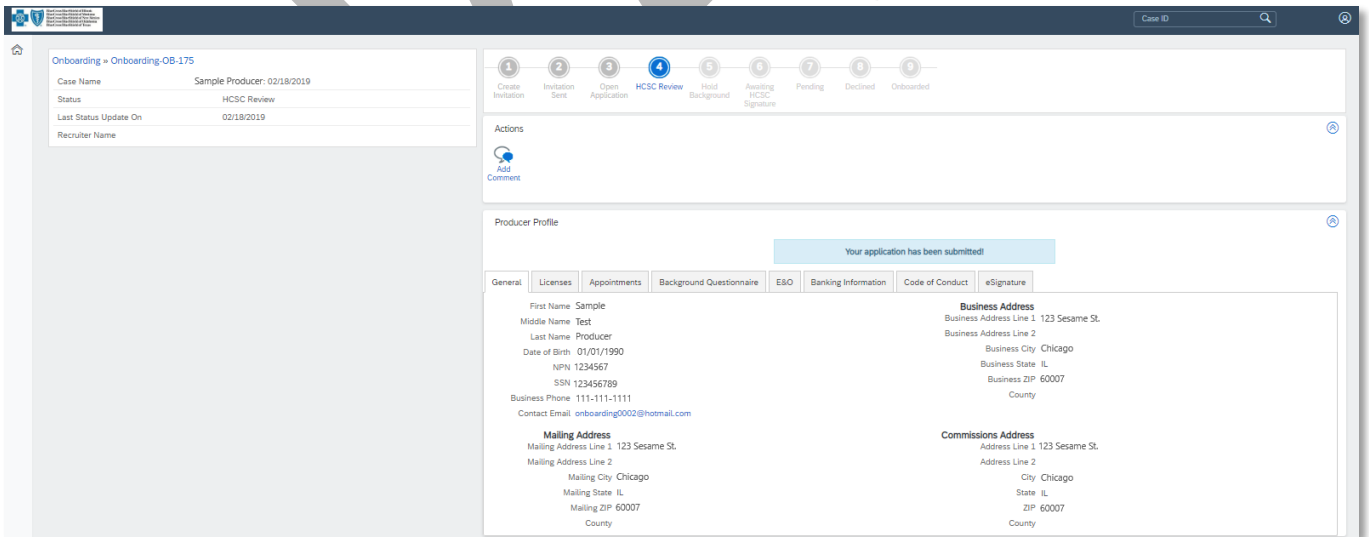 Case ID
Onboarding » Onboarding-OB-175
Case Name Sample Producer: 02/18/2019
Status HCSC Review
Last Status Update On 02/18/2019
Recruiter Name
1 2 3 4 5 6 7 8 9
Create Invitation
Invitation Sent
Open Application
HCSC Review
Hold Background
Awaiting HCSC Signature
Pending
Declined
Onboarded
Actions
Add
Comment
Producer Profile
Your application has been submitted!
General Licenses Appointments Background Questionnaire E&O Banking Information Code of Conduct eSignature
First Name Sample
Middle Name Test
Last Name Producer
Date of Birth 01/01/1990
NPN 1234567
SSN 123456789
Business Phone 111-111-1111
Contact Email onboarding0002@hotmail.com
Business Address
Business Address Line 1 123 Sesame St.
Business Address Line 2
Business City Chicago
Business State IL
Business ZIP 60007
County
Mailing Address
Mailing Address Line 1 123 Sesame St.
Mailing Address Line 2
Mailing City Chicago
Mailing State IL
Mailing ZIP 60007
County
Commissions Address
Address Line 1 123 Sesame St.
Address Line 2
City Chicago
State IL
ZIP 60007
County